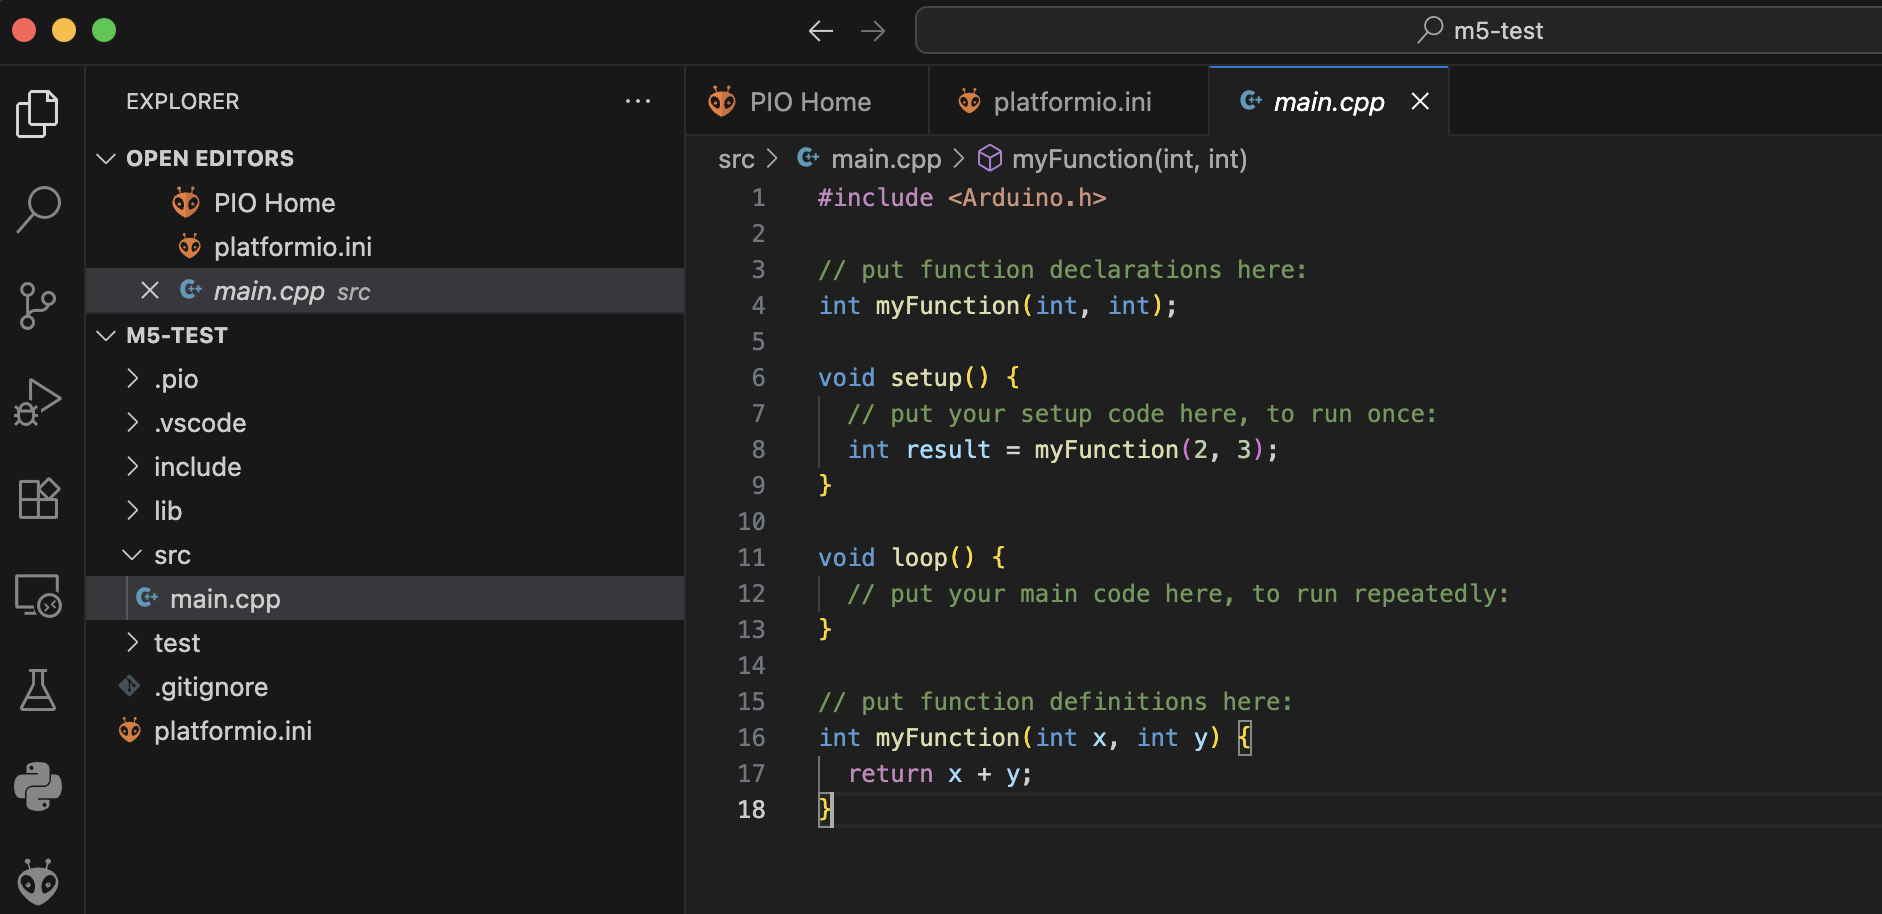 m5-test
EXPLORER
OPEN EDITORS
PIO Home
platformio.ini
main.cpp src
M5-TEST
.pio
.vscode
include
lib
src
main.cpp
test
.gitignore
platformio.ini
PIO Home
platformio.ini
main.cpp
src > main.cpp > myFunction(int, int)
1 #include <Arduino.h>
2
3 // put function declarations here:
4 int myFunction(int, int);
5
6 void setup() {
7   // put your setup code here, to run once:
8   int result = myFunction(2, 3);
9 }
10
11 void loop() {
12   // put your main code here, to run repeatedly:
13 }
14
15 // put function definitions here:
16 int myFunction(int x, int y) {
17   return x + y;
18 }